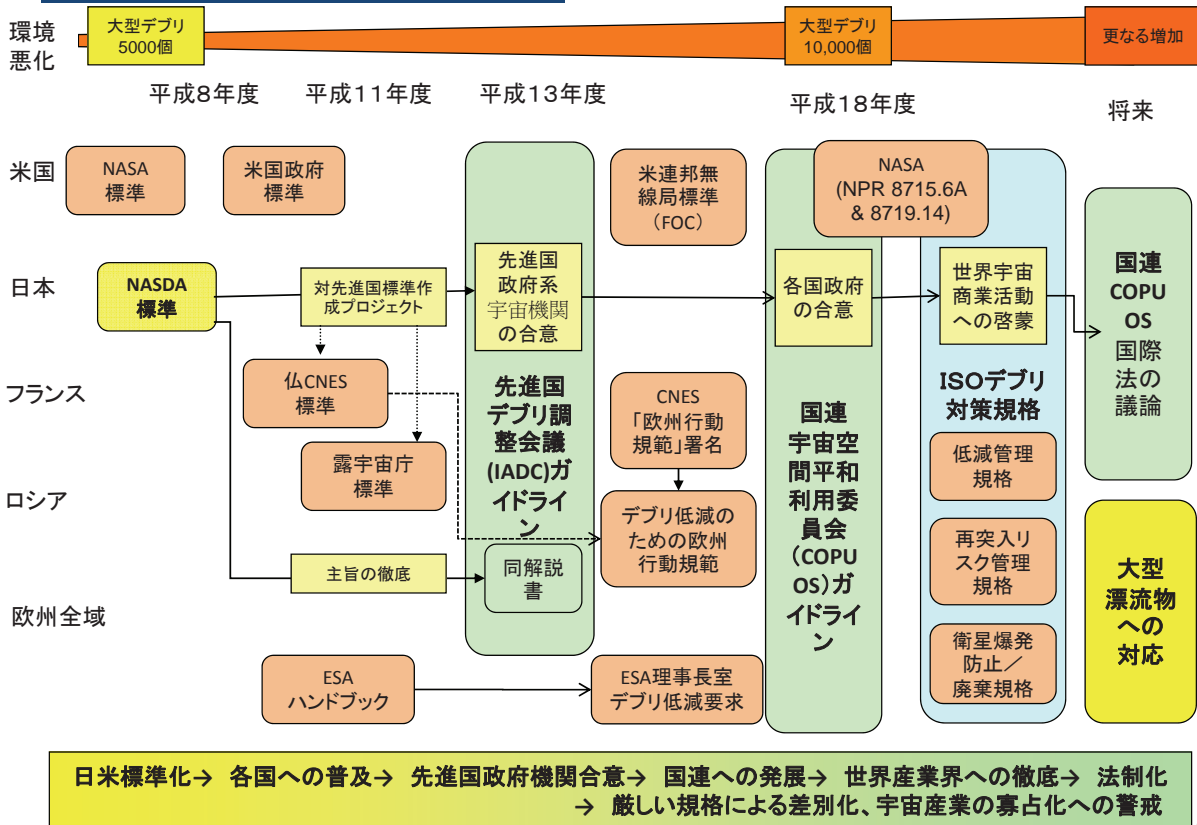 環境
悪化
大型デブリ
5000個
大型デブリ
10,000個
更なる増加
平成8年度
平成11年度
平成13年度
平成18年度
将来
米国
NASA
標準
米国政府
標準
米連邦無
線局標準
（FOC）
NASA
(NPR 8715.6A
& 8719.14)
日本
NASDA
標準
対先進国標準作
成プロジェクト
先進国
政府系
宇宙機関
の合意
各国政府
の合意
世界宇宙
商業活動
への啓蒙
国連
COPU
OS
国際
法の
議論
フランス
仏CNES
標準
先進国
デブリ調
整会議
(IADC)ガ
イドライ
ン
CNES
「欧州行動
規範」署名
国連
宇宙空
間平和
利用委
員会
（COPU
OS）ガ
イドライ
ン
ISOデブリ
対策規格
低減管理
規格
ロシア
露宇宙庁
標準
デブリ低減の
ための欧州
行動規範
再突入リ
スク管理
規格
大型
漂流物
への
対応
主旨の徹底
同解説
書
欧州全域
衛星爆発
防止／
廃棄規格
ESA
ハンドブック
ESA理事長室
デブリ低減要求
日米標準化→ 各国への普及→ 先進国政府機関合意→ 国連への発展→ 世界産業界への徹底→ 法制化
→ 厳しい規格による差別化、宇宙産業の寡占化への警戒